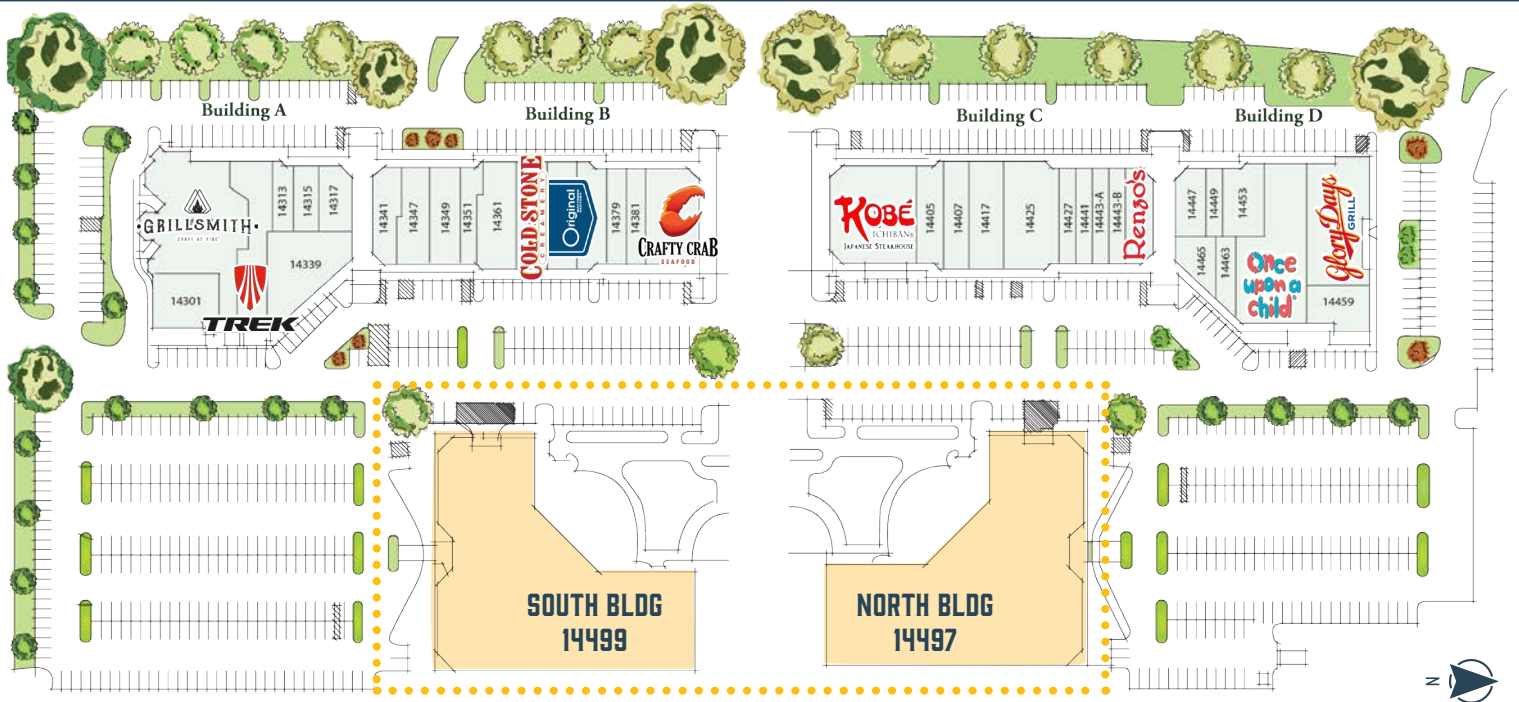 Building A
Building B
Building C
Building D
GRILLSMITH
CRAFT BY FIRE
14313
14315
14317
14339
14301
TREK
14341
14347
14349
14351
14361
COLD STONE
CREAMERY
Original
14379
14381
CRAFTY CRAB
SEAFOOD
KOBÉ
ICHIBAN®
JAPANESE STEAKHOUSE
14405
14407
14417
14425
14427
14441
14443-A
14443-B
Renzo's
14447
14449
14453
14465
14463
Once
upon a
child
Glory Days
GRILL
14459
SOUTH BLDG
14499
NORTH BLDG
14497
N